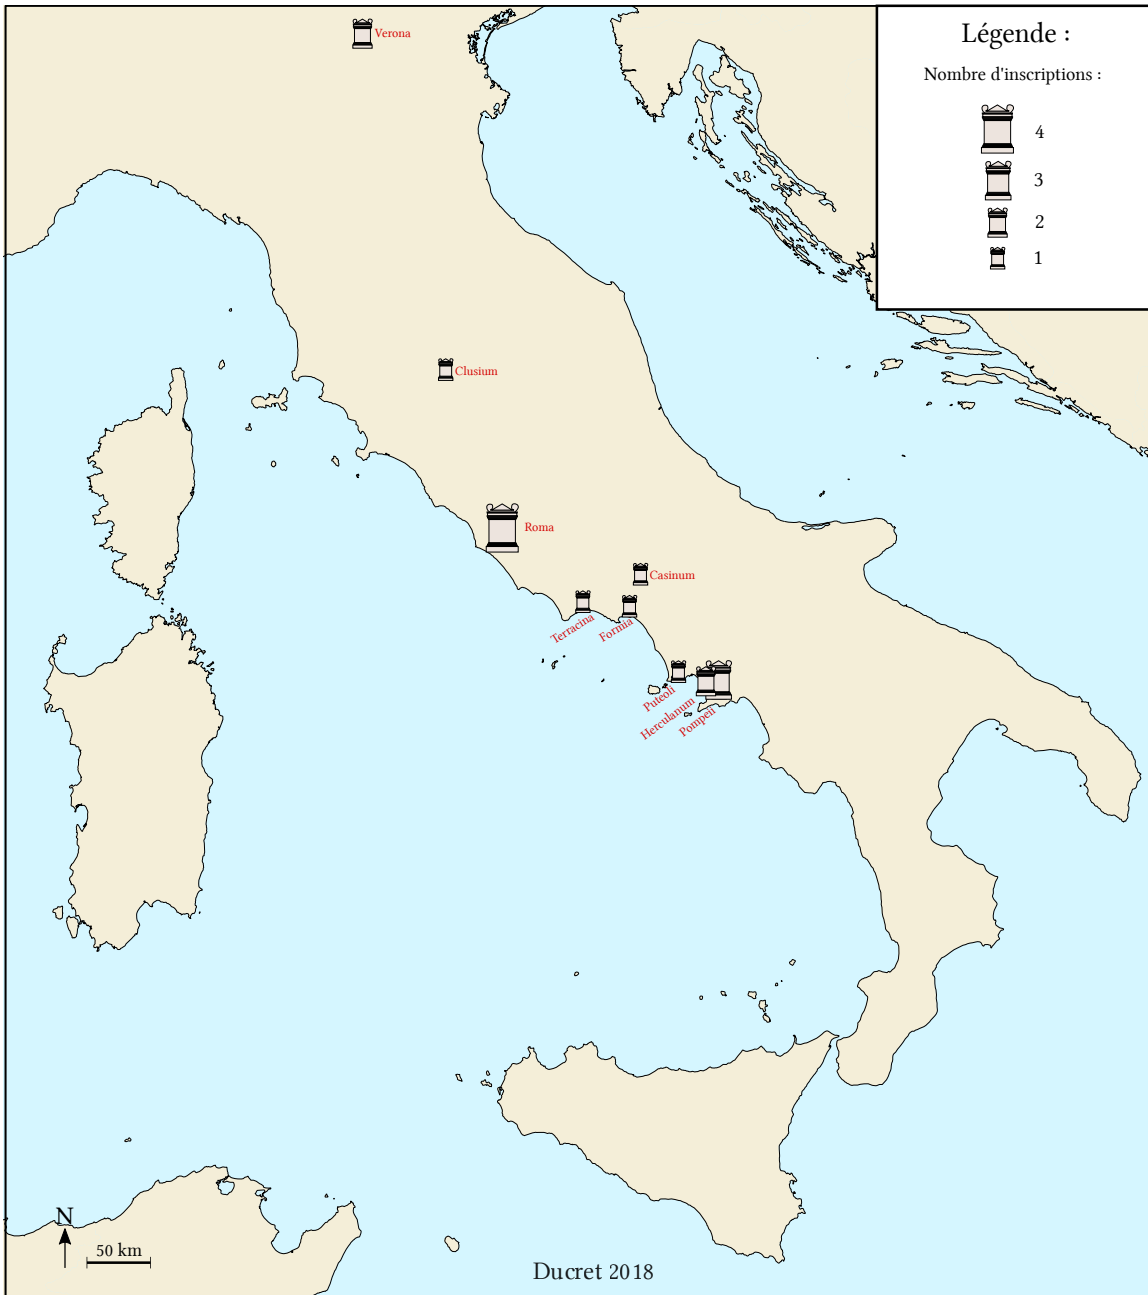 Légende :
Nombre d'inscriptions :
4
3
2
1
Verona
Clusium
Roma
Casinum
Terracina
Formia
Puteoli
Herculanum
Pompeii
N
50 km
Ducret 2018